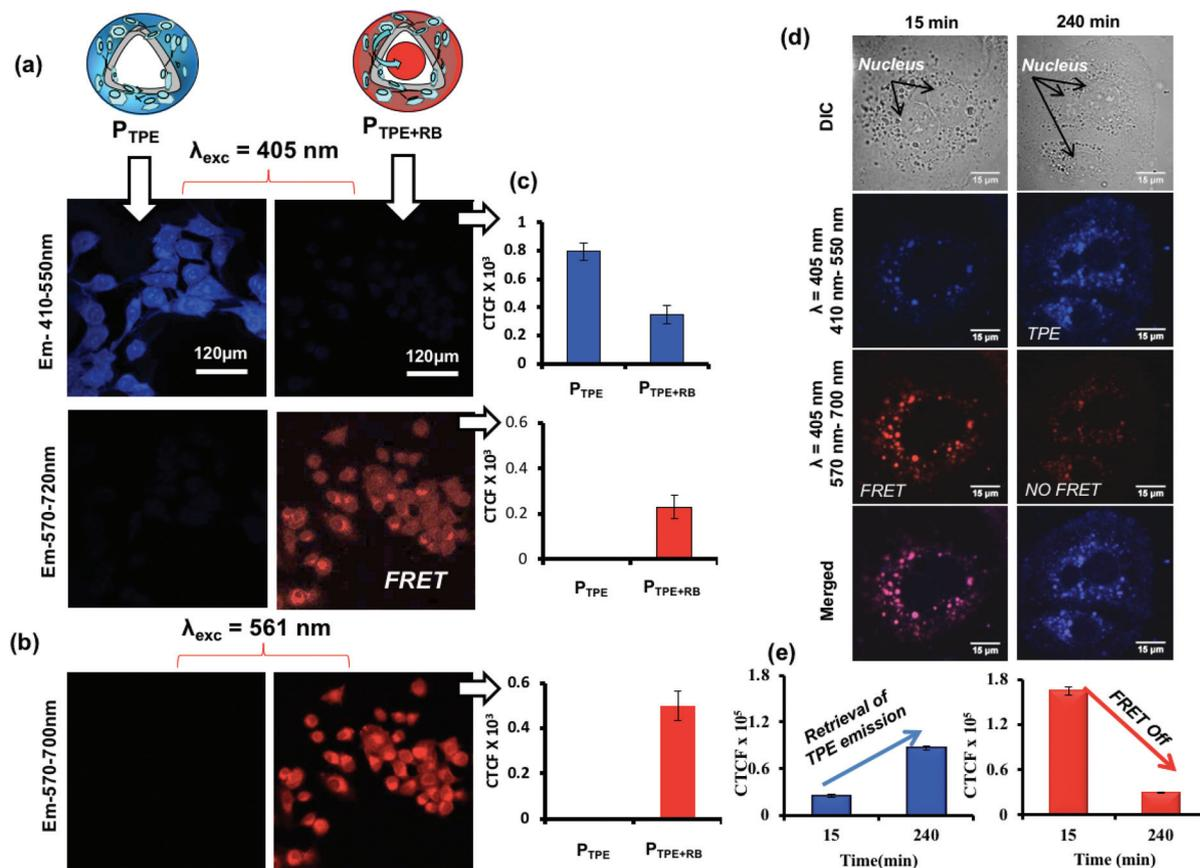 (a)
P_TPE
P_TPE+RB
λexc = 405 nm
Em- 410-550nm
120µm
120µm
Em-570-720nm
FRET
(b)
λexc = 561 nm
Em-570-700nm
(c)
CTCF X 10³
1
0.8
0.6
0.4
0.2
0
P_TPE
P_TPE+RB
CTCF X 10³
0.6
0.4
0.2
0
P_TPE
P_TPE+RB
CTCF X 10³
0.6
0.4
0.2
0
P_TPE
P_TPE+RB
(d)
15 min
240 min
DIC
Nucleus
15 µm
Nucleus
15 µm
λ = 405 nm
410 nm- 550 nm
15 µm
TPE
15 µm
λ = 405 nm
570 nm- 700 nm
FRET
15 µm
NO FRET
15 µm
Merged
15 µm
15 µm
(e)
CTCF x 10⁵
1.8
1.2
0.6
0
Retrieval of
TPE emission
15
240
Time(min)
CTCF x 10⁵
1.8
1.2
0.6
0
FRET Off
15
240
Time (min)